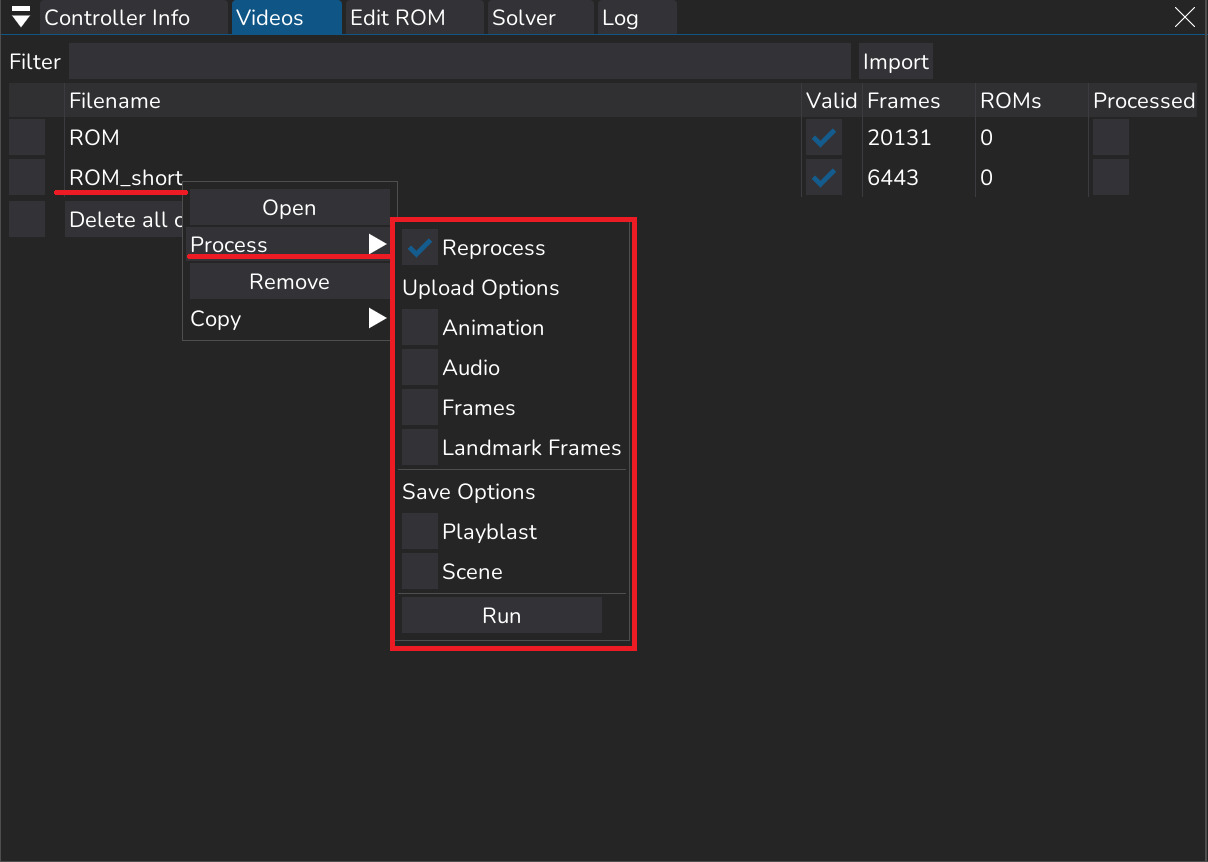 Controller Info Videos Edit ROM Solver Log
Filter Import
Filename Valid Frames ROMs Processed
ROM 20131 0
ROM_short 6443 0
Delete all
Open
Process
Remove
Copy
Reprocess
Upload Options
Animation
Audio
Frames
Landmark Frames
Save Options
Playblast
Scene
Run